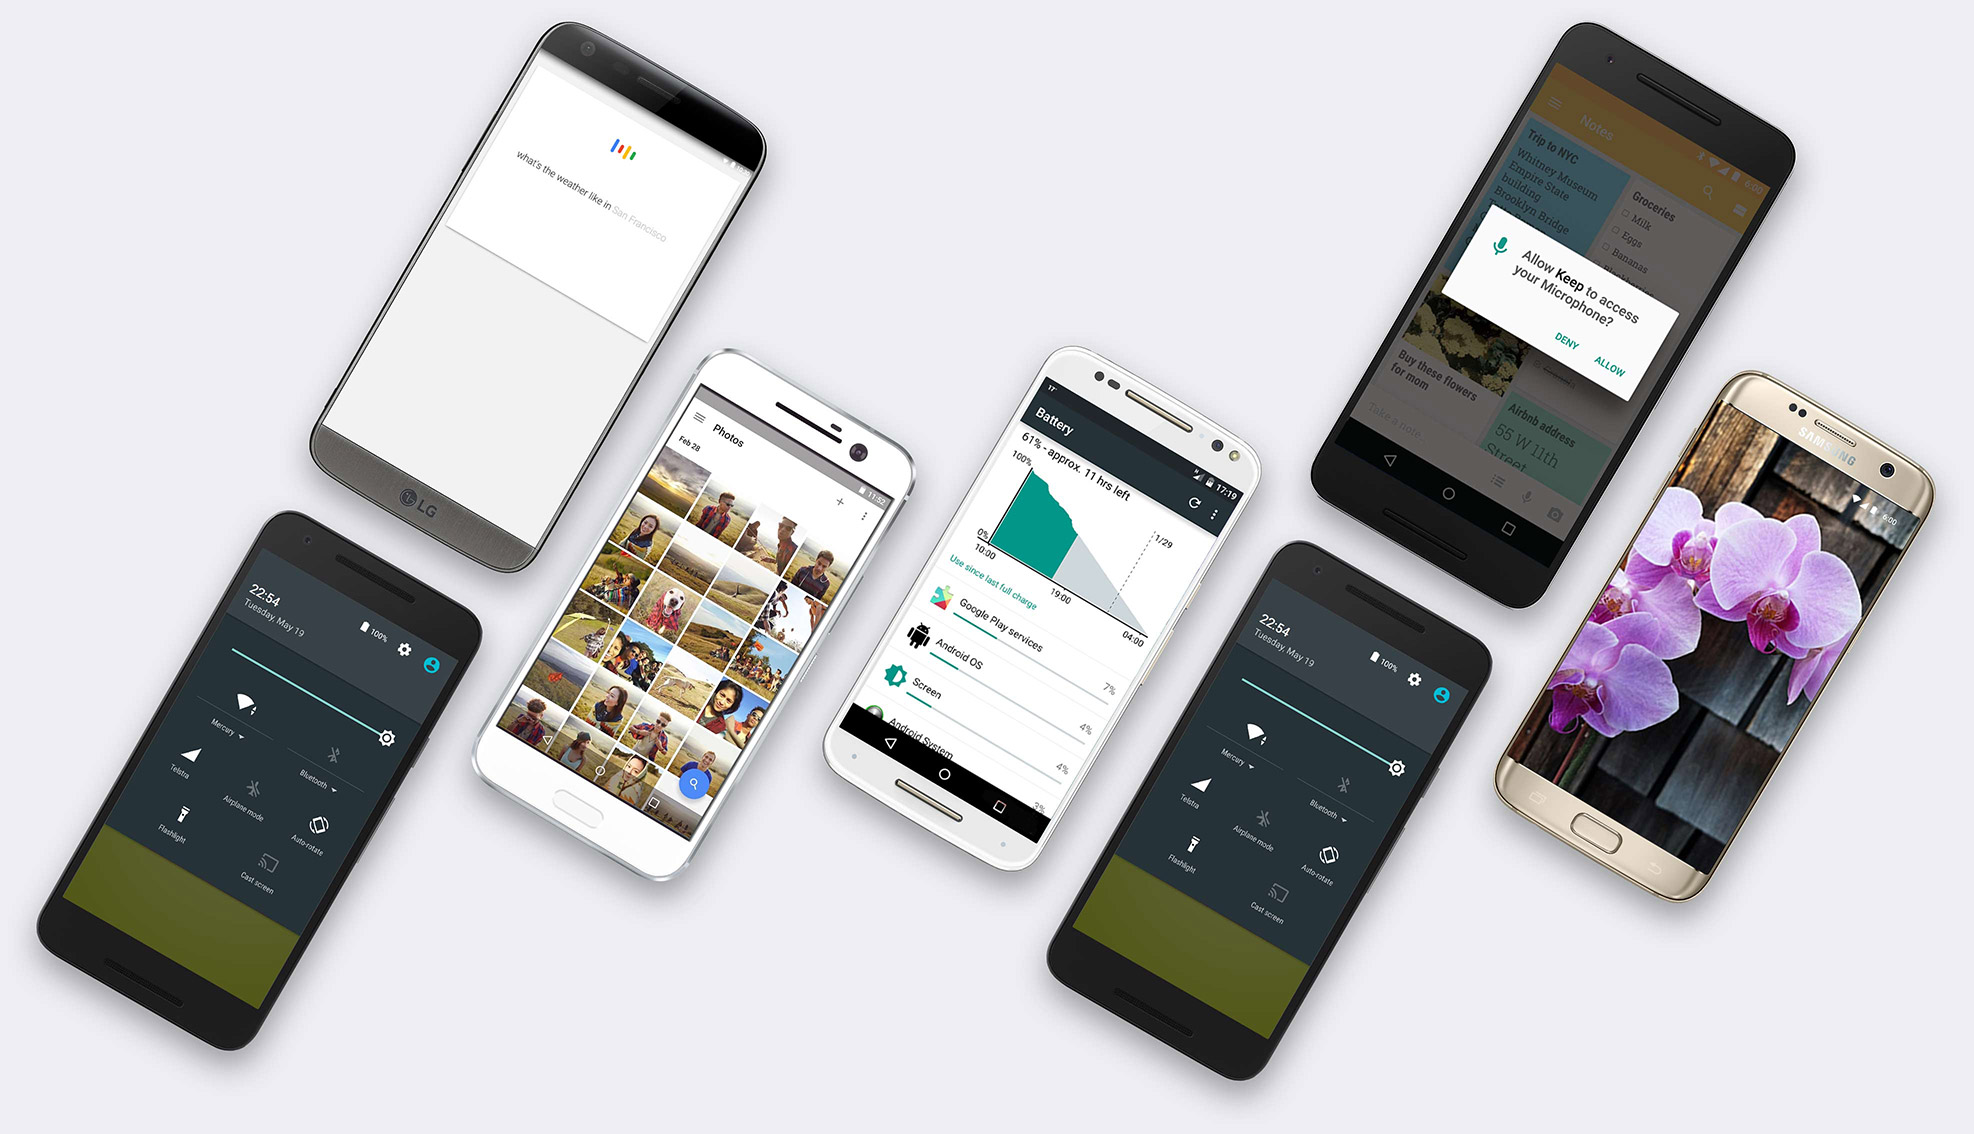 what's the weather like in San Francisco
LG
22:54
Tuesday, May 19
100%
Mercury
Bluetooth
Telstra
Airplane mode
Auto-rotate
Flashlight
Cast screen
11:52
Photos
Feb 28
17
17:19
Battery
61% - approx. 11 hrs left
100%
0%
1/29
10:00
19:00
04:00
Use since last full charge
Google Play services
7%
Android OS
4%
Screen
4%
Android System
3%
22:54
Tuesday, May 19
100%
Mercury
Bluetooth
Telstra
Airplane mode
Auto-rotate
Flashlight
Cast screen
6:00
Notes
Trip to NYC
Whitney Museum
Empire State
building
Brooklyn Bridge
Groceries
Milk
Eggs
Bananas
Allow Keep to access
your Microphone?
DENY
ALLOW
Buy these flowers
for mom
Take a note...
Airbnb address
55 W 11th
Street
SAMSUNG
6:00